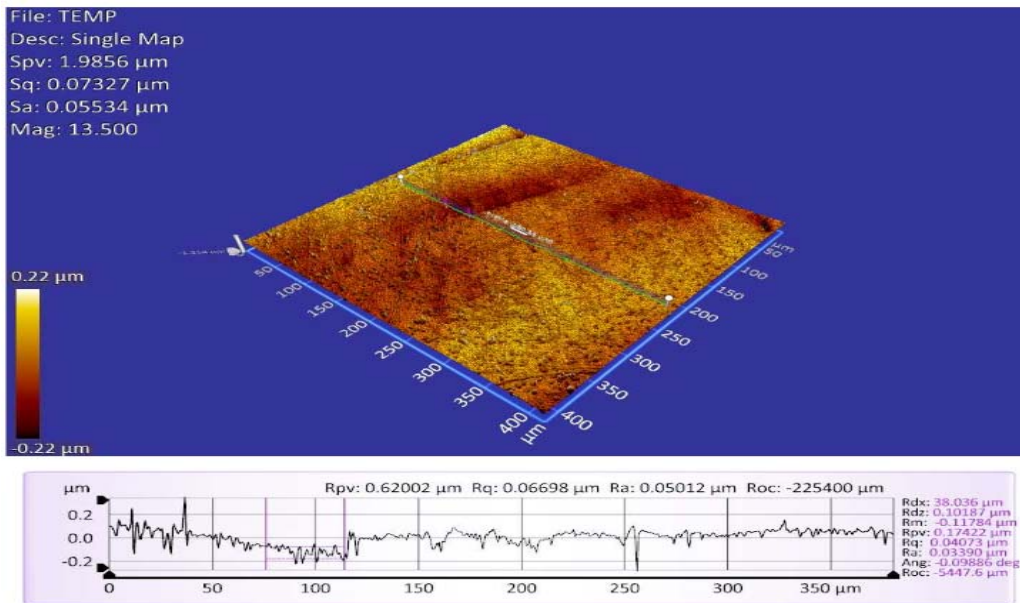 File: TEMP
Desc: Single Map
Spv: 1.9856 µm
Sq: 0.07327 µm
Sa: 0.05534 µm
Mag: 13.500
0.22 µm
-0.22 µm
50
100
150
200
250
300
350
400
µm
µm
50
100
150
200
250
300
350
400
µm
Rpv: 0.62002 µm Rq: 0.06698 µm Ra: 0.05012 µm Roc: -225400 µm
0.2
0.0
-0.2
50 100 150 200 250 300 350 µm
Rdx: 38.036 µm
Rdz: 0.10187 µm
Rm: -0.11784 µm
Rpv: 0.17422 µm
Rq: 0.04073 µm
Ra: 0.03390 µm
Ang: -0.09886 deg
Roc: -5447.6 µm